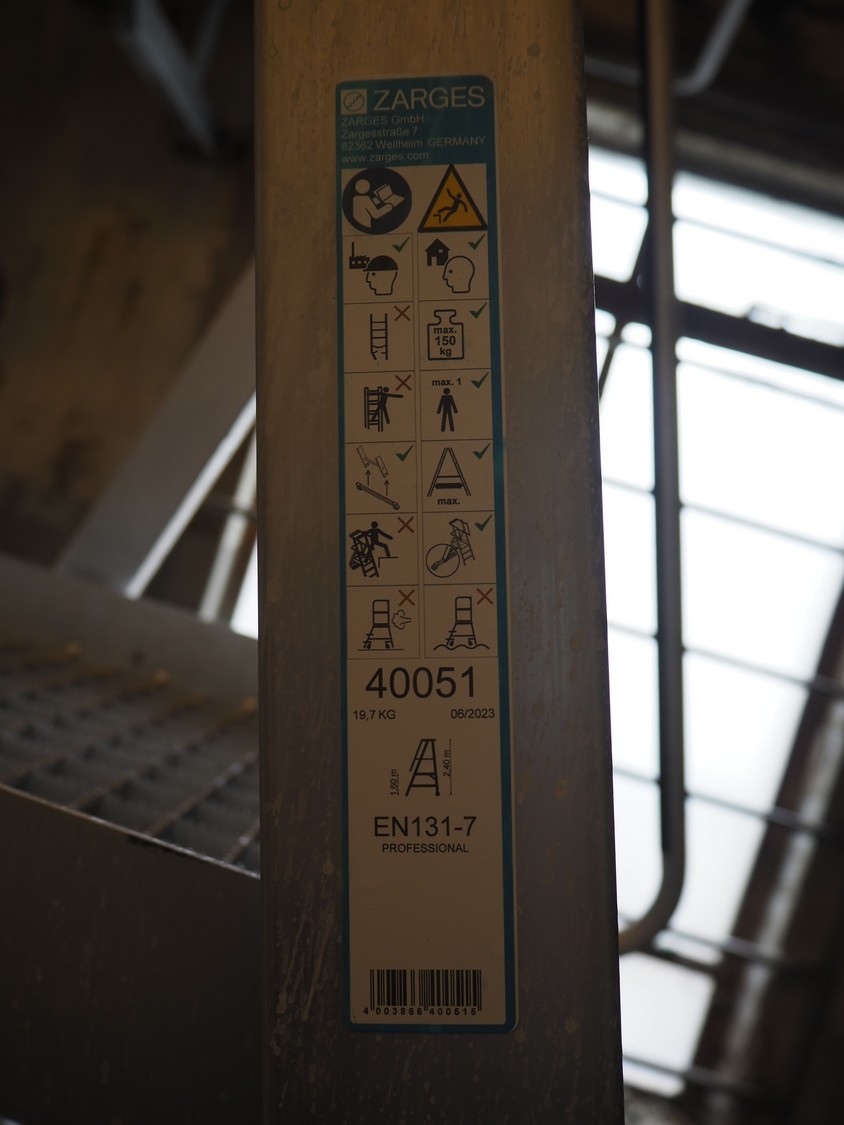 ZARGES
ZARGES GmbH
Zargesstraße 7
82362 Weilheim GERMANY
www.zarges.com
max.
150
kg
max. 1
max.
40051
19,7 KG 06/2023
1,60 m
2,40 m
EN131-7
PROFESSIONAL
4 003866 400515